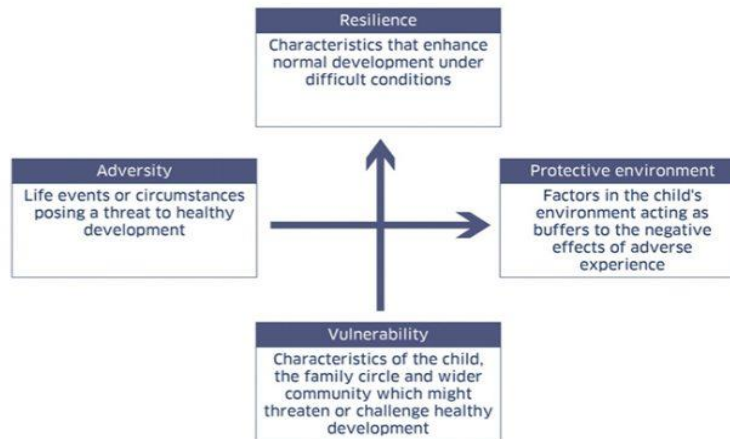 Resilience
Characteristics that enhance
normal development under
difficult conditions
Adversity
Life events or circumstances
posing a threat to healthy
development
Protective environment
Factors in the child's
environment acting as
buffers to the negative
effects of adverse
experience
Vulnerability
Characteristics of the child,
the family circle and wider
community which might
threaten or challenge healthy
development